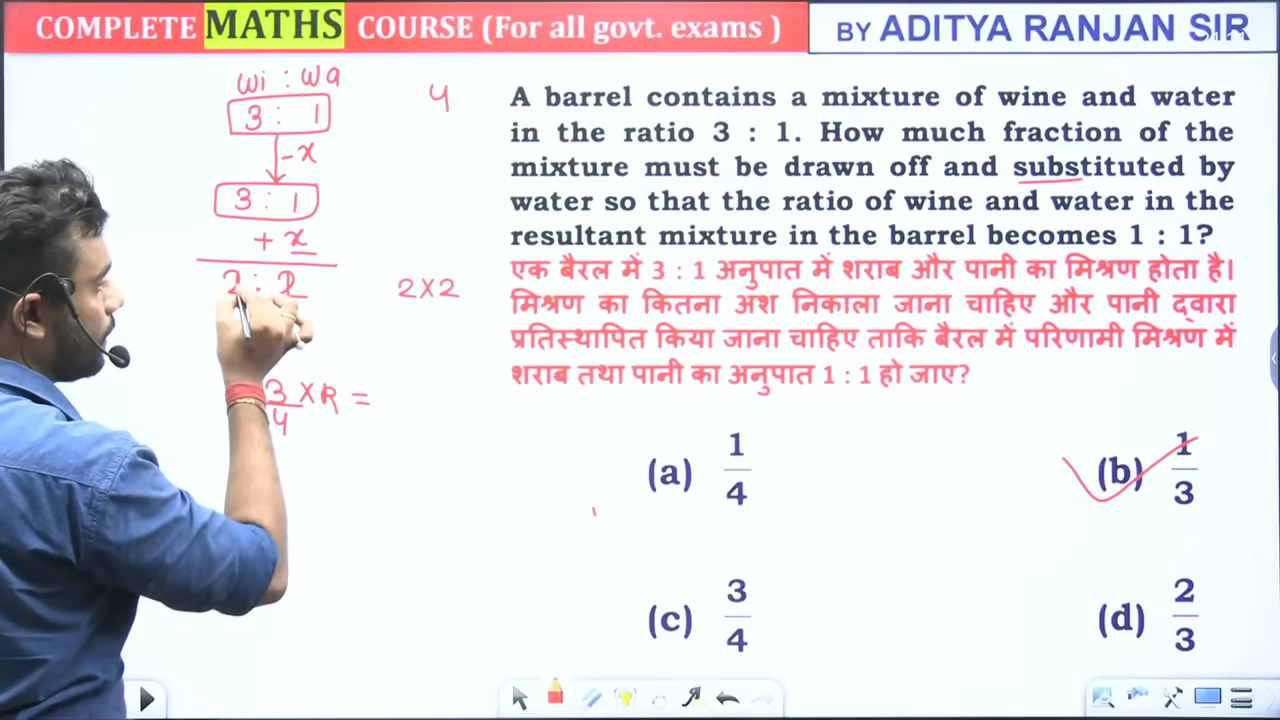 COMPLETE MATHS COURSE (For all govt. exams )
BY ADITYA RANJAN SIR
Wi : Wa
3 : 1
-x
3 : 1
+ x
2 : 2
3/4 × R =
4
2×2
A barrel contains a mixture of wine and water
in the ratio 3 : 1. How much fraction of the
mixture must be drawn off and substituted by
water so that the ratio of wine and water in the
resultant mixture in the barrel becomes 1 : 1?
एक बैरल में 3 : 1 अनुपात में शराब और पानी का मिश्रण होता है।
मिश्रण का कितना अंश निकाला जाना चाहिए और पानी द्वारा
प्रतिस्थापित किया जाना चाहिए ताकि बैरल में परिणामी मिश्रण में
शराब तथा पानी का अनुपात 1 : 1 हो जाए?
(a) 1/4
(b) 1/3
(c) 3/4
(d) 2/3